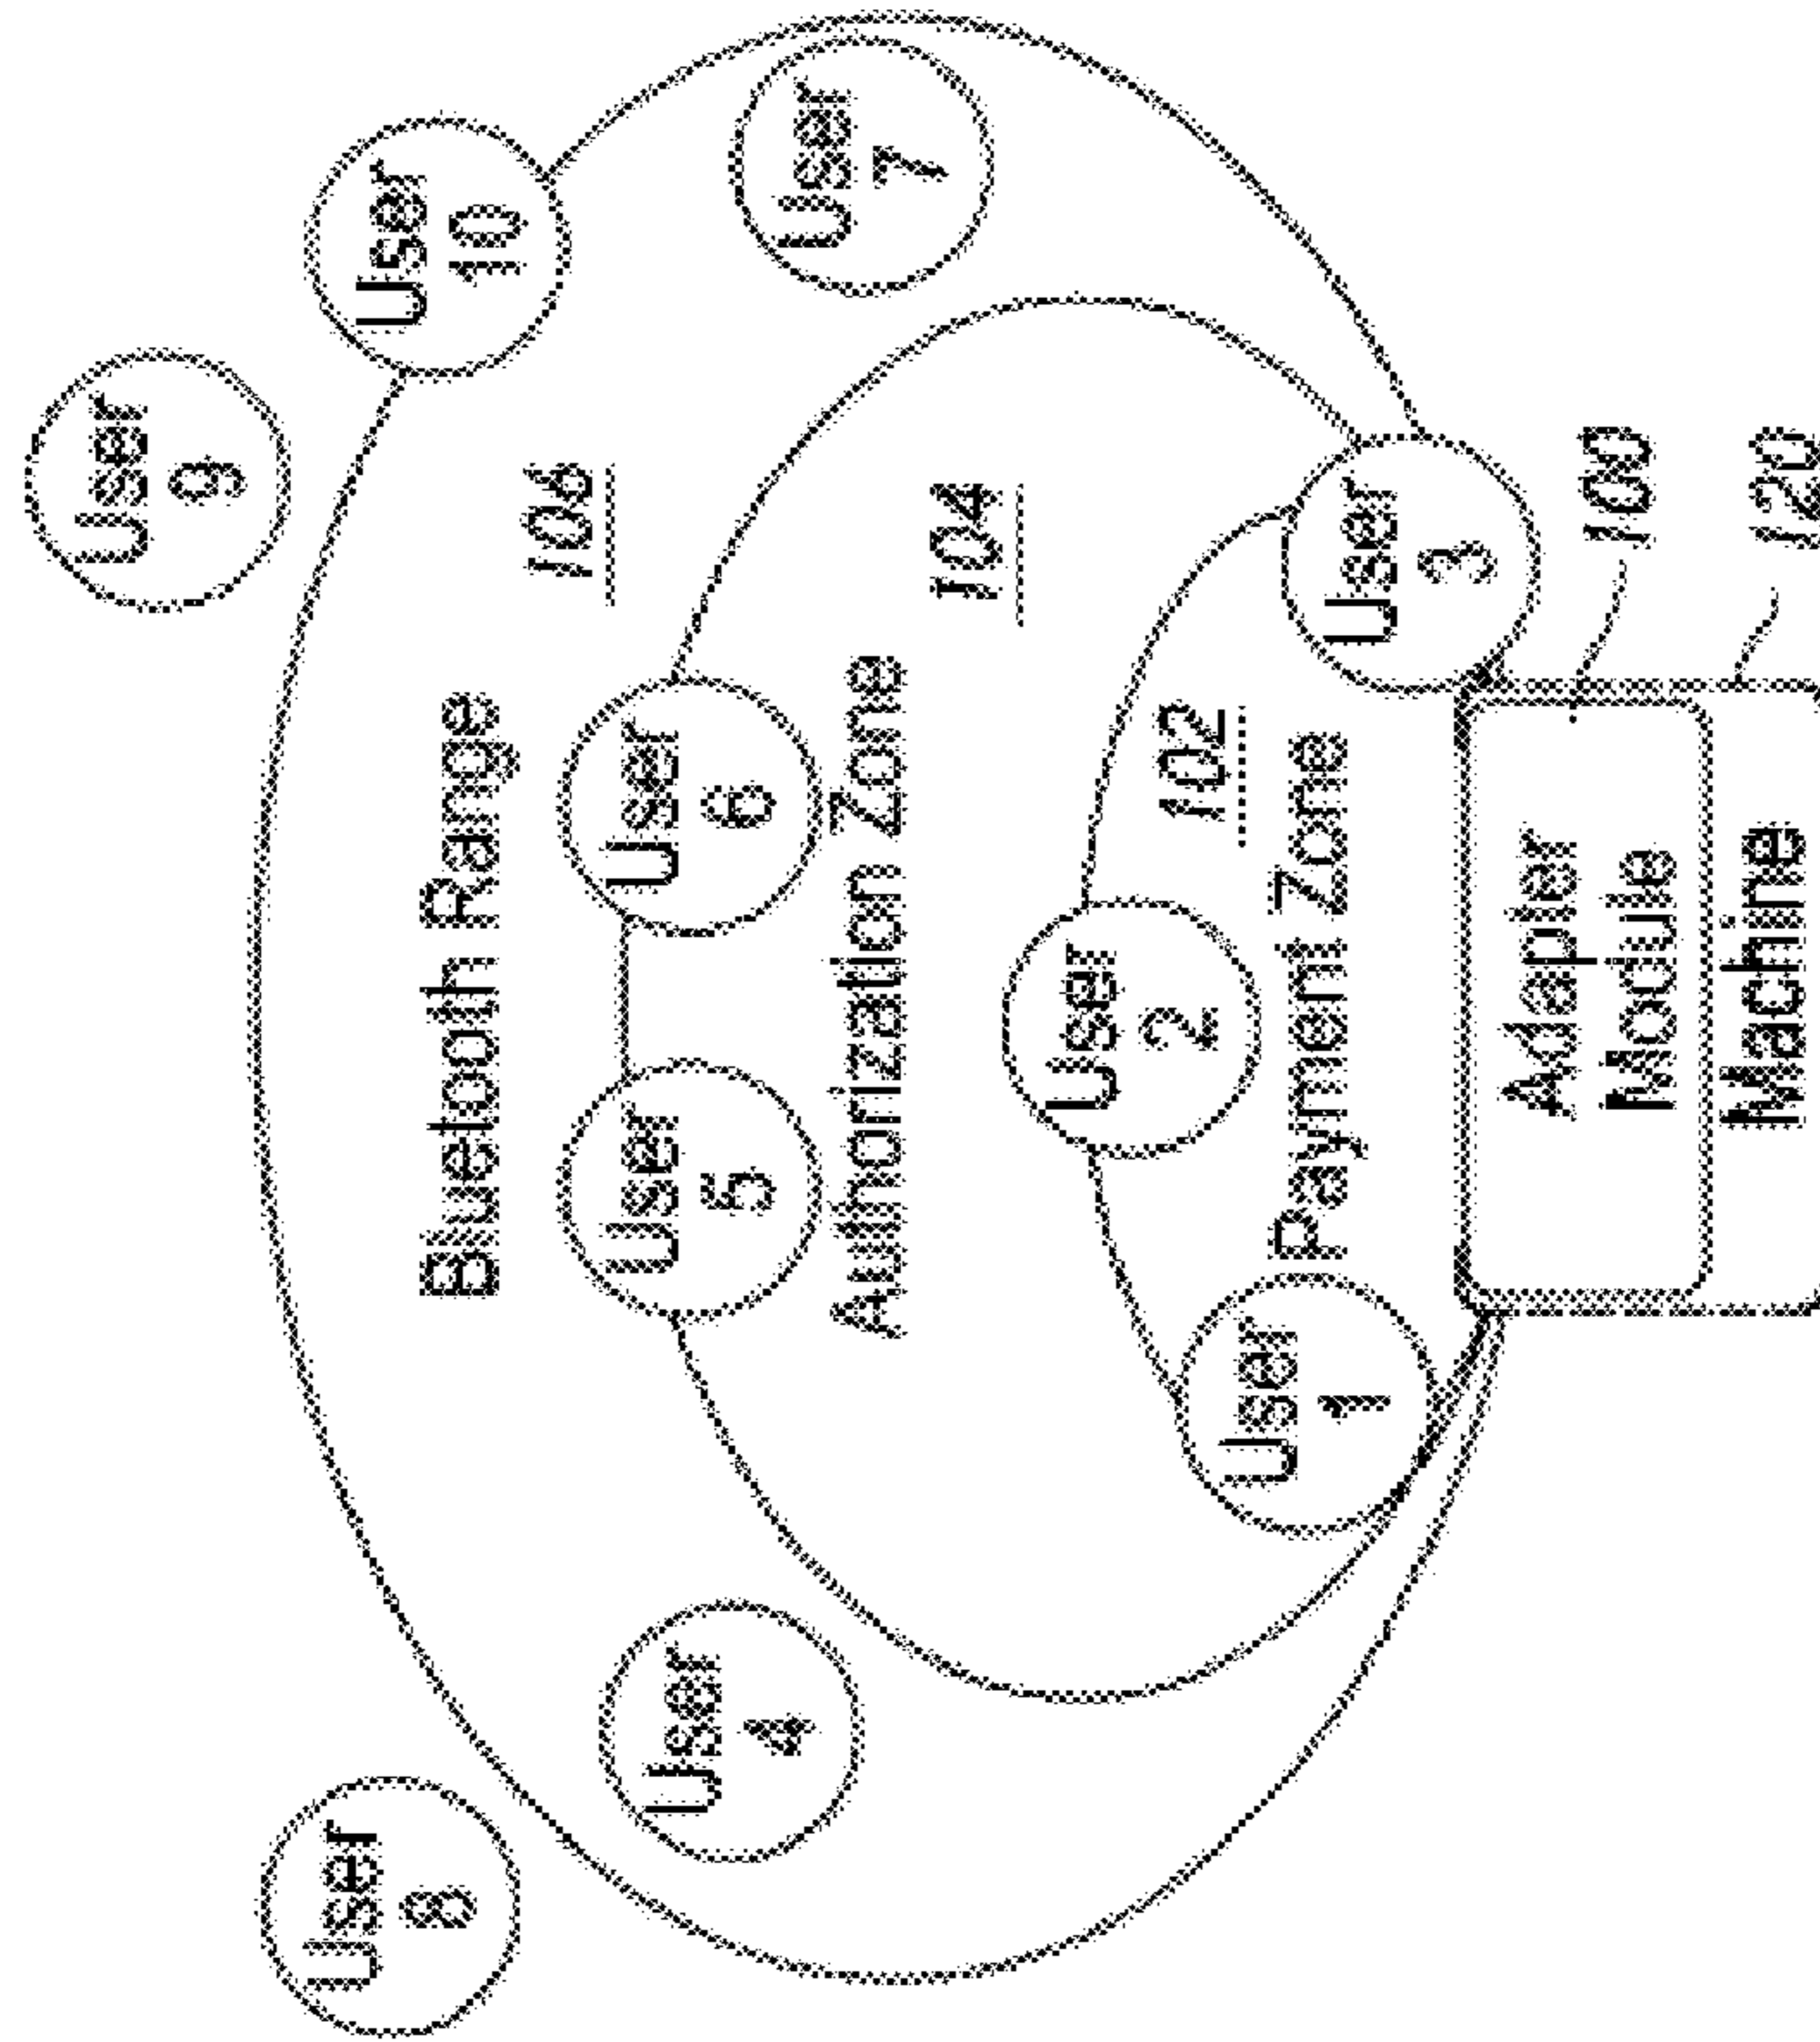 User
9
User
10
User
8
Bluetooth Range
106
User
7
User
4
User
5
User
6
Authorization Zone
104
User
2
102
User
1
Payment Zone
User
3
Adapter
Module
100
Machine
120